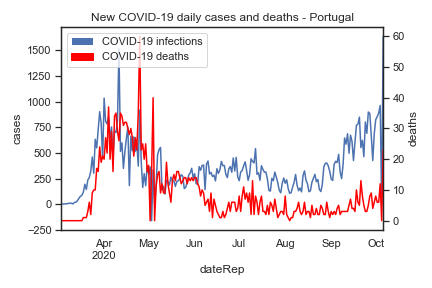 New COVID-19 daily cases and deaths - Portugal
COVID-19 infections
COVID-19 deaths
1500
1250
1000
750
500
250
0
−250
cases
60
50
40
30
20
10
0
deaths
Apr
2020
May
Jun
Jul
Aug
Sep
Oct
dateRep